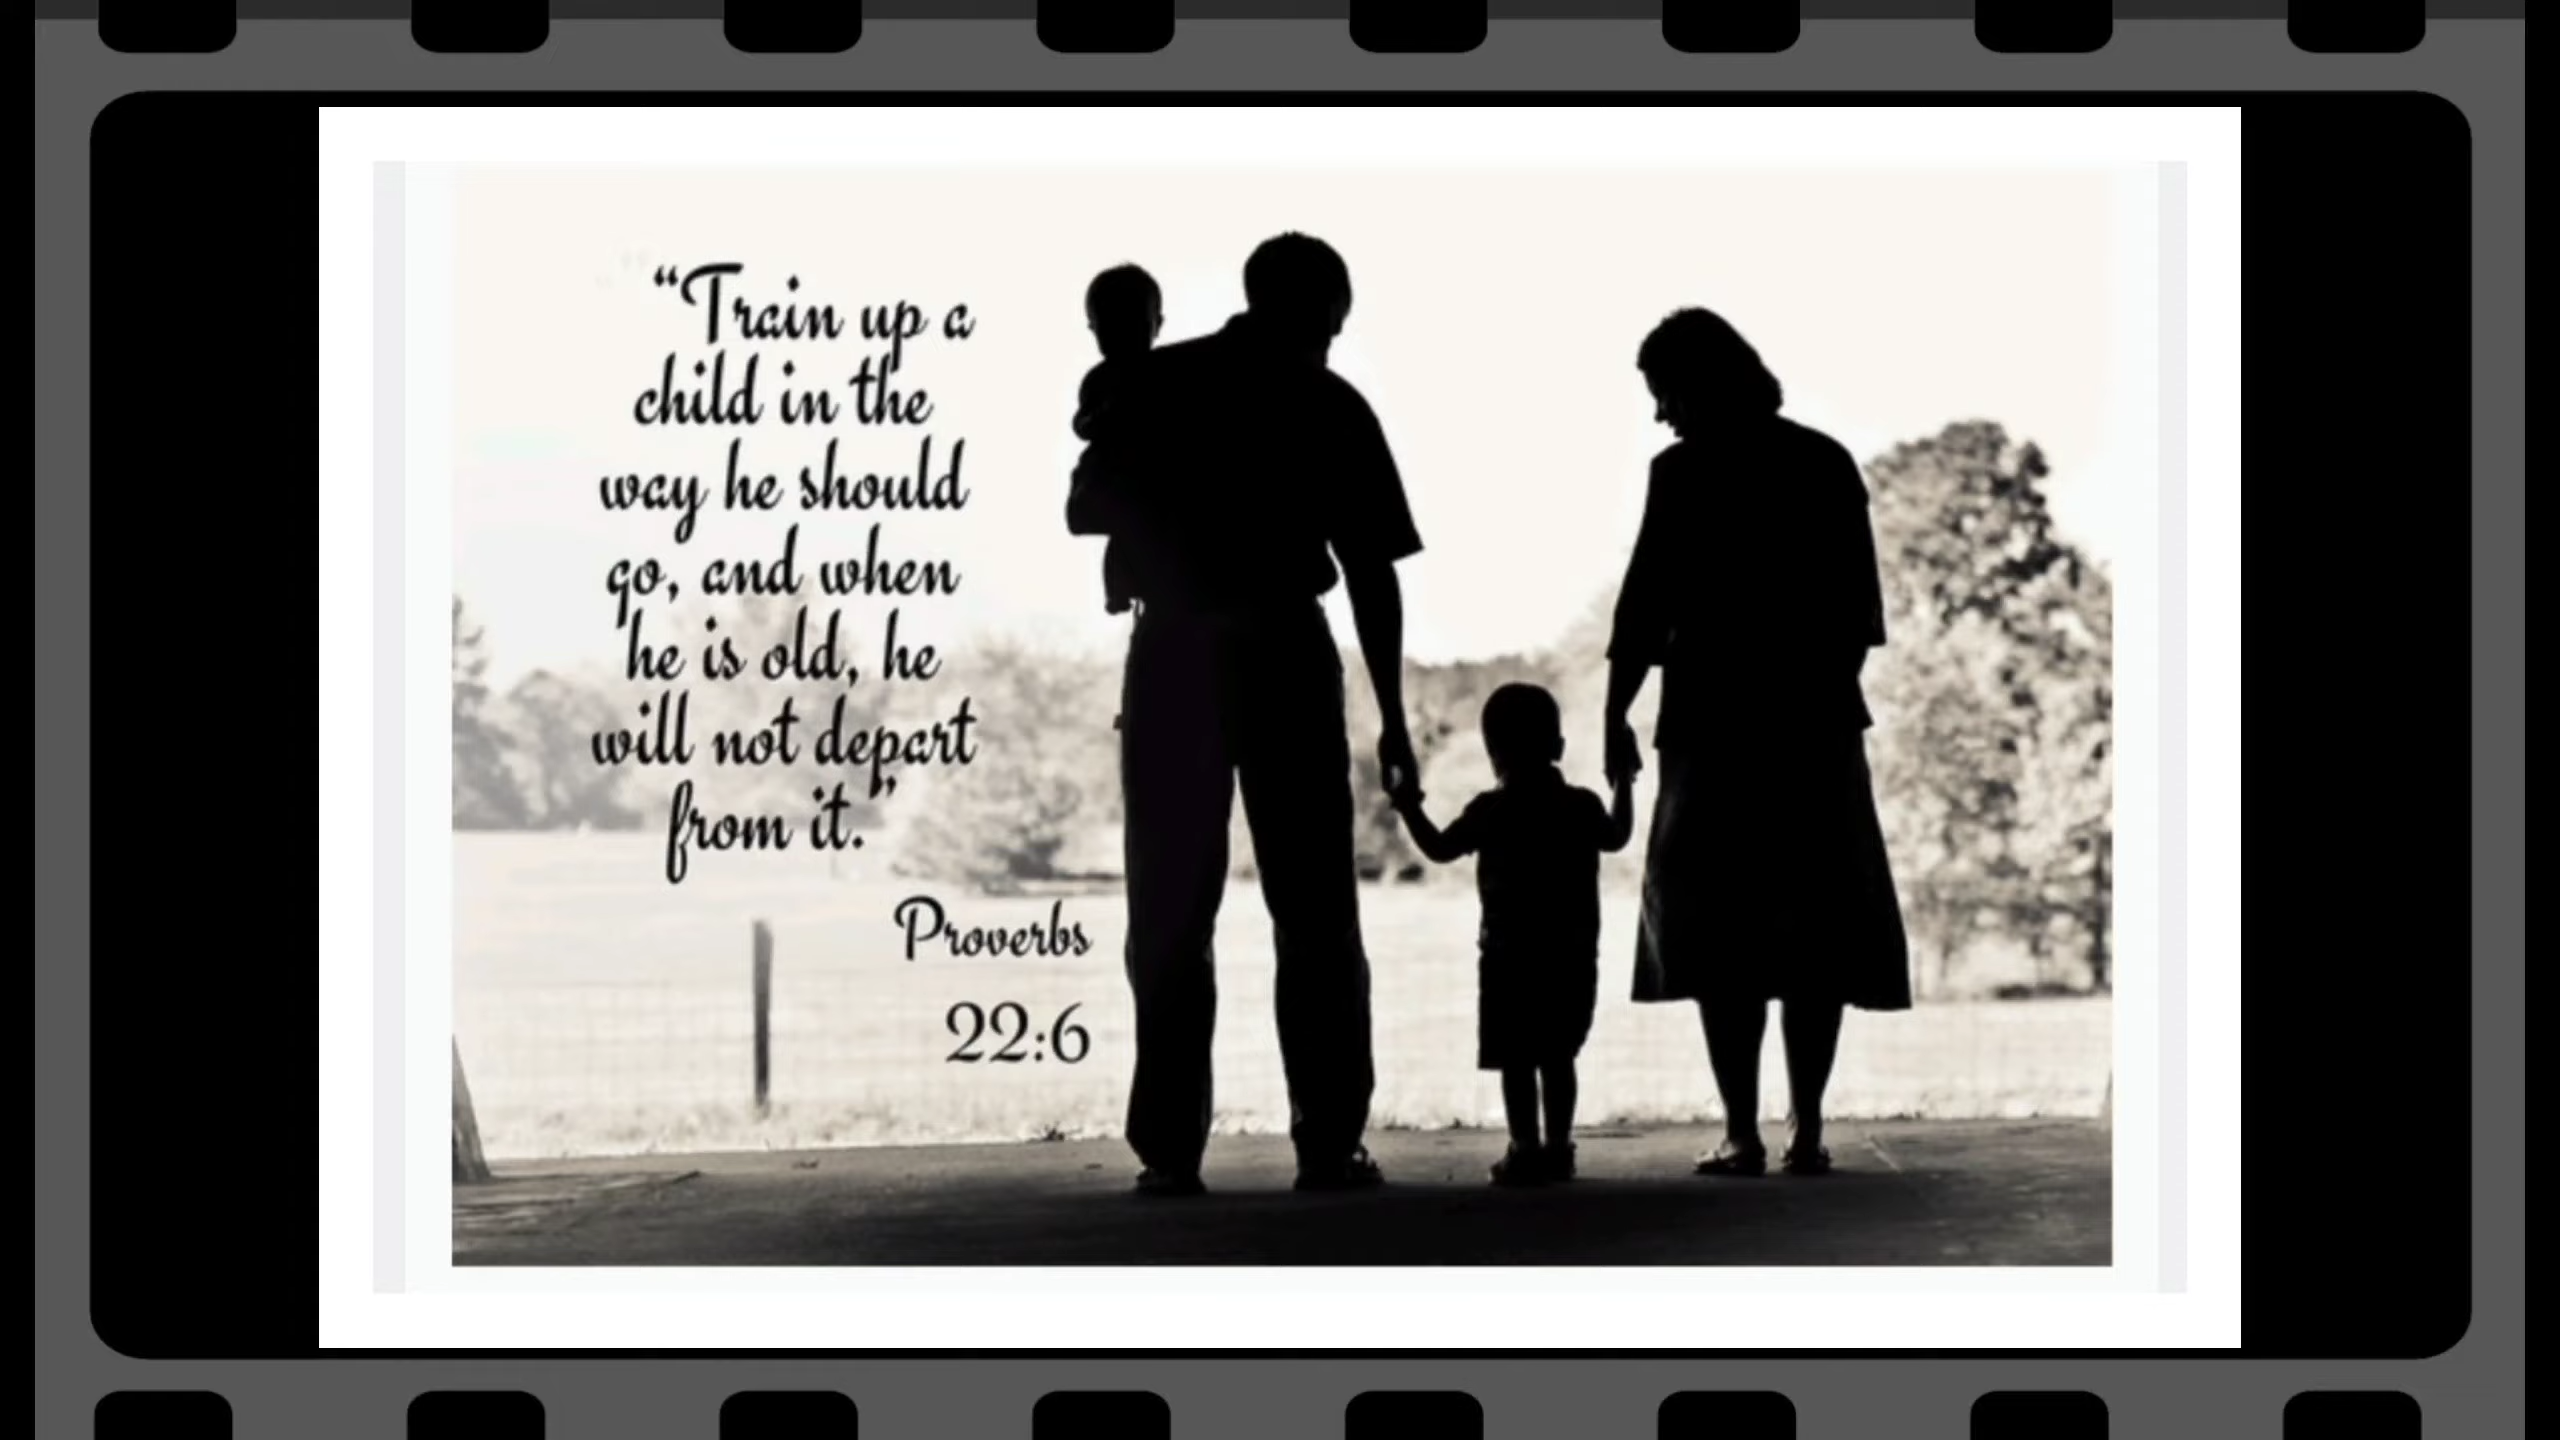 “Train up a
child in the
way he should
go, and when
he is old, he
will not depart
from it.”
Proverbs
22:6